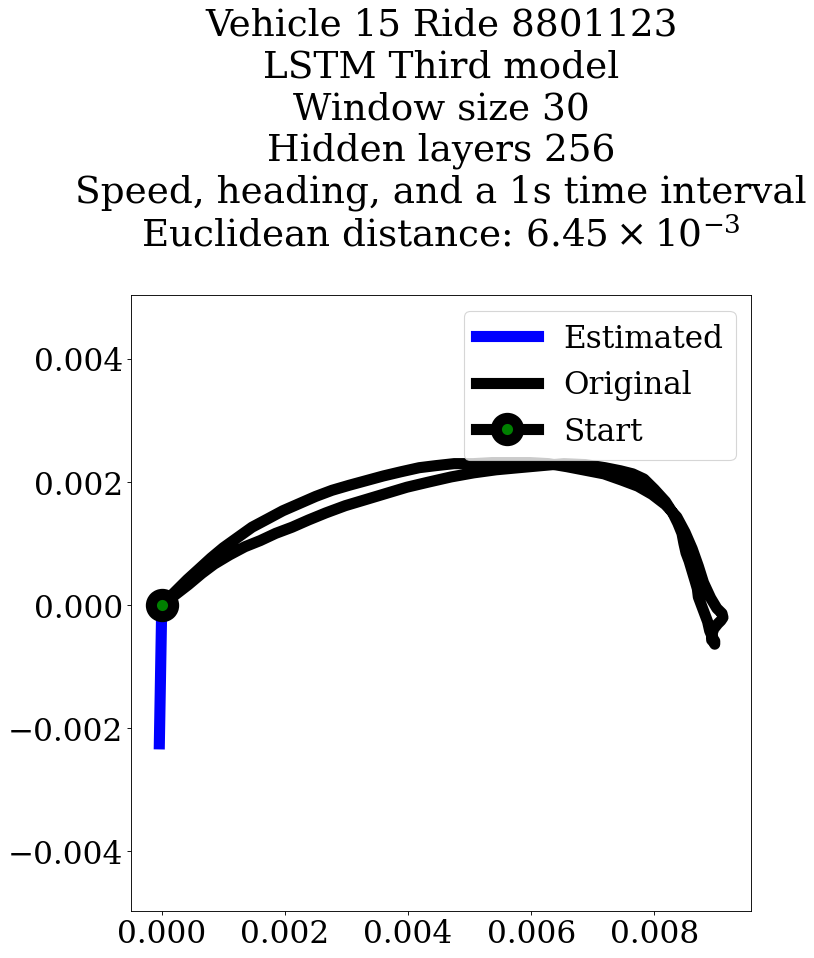 Vehicle 15 Ride 8801123
LSTM Third model
Window size 30
Hidden layers 256
Speed, heading, and a 1s time interval
Euclidean distance: 6.45 × 10⁻³
Estimated
Original
Start
0.004
0.002
0.000
−0.002
−0.004
0.000 0.002 0.004 0.006 0.008